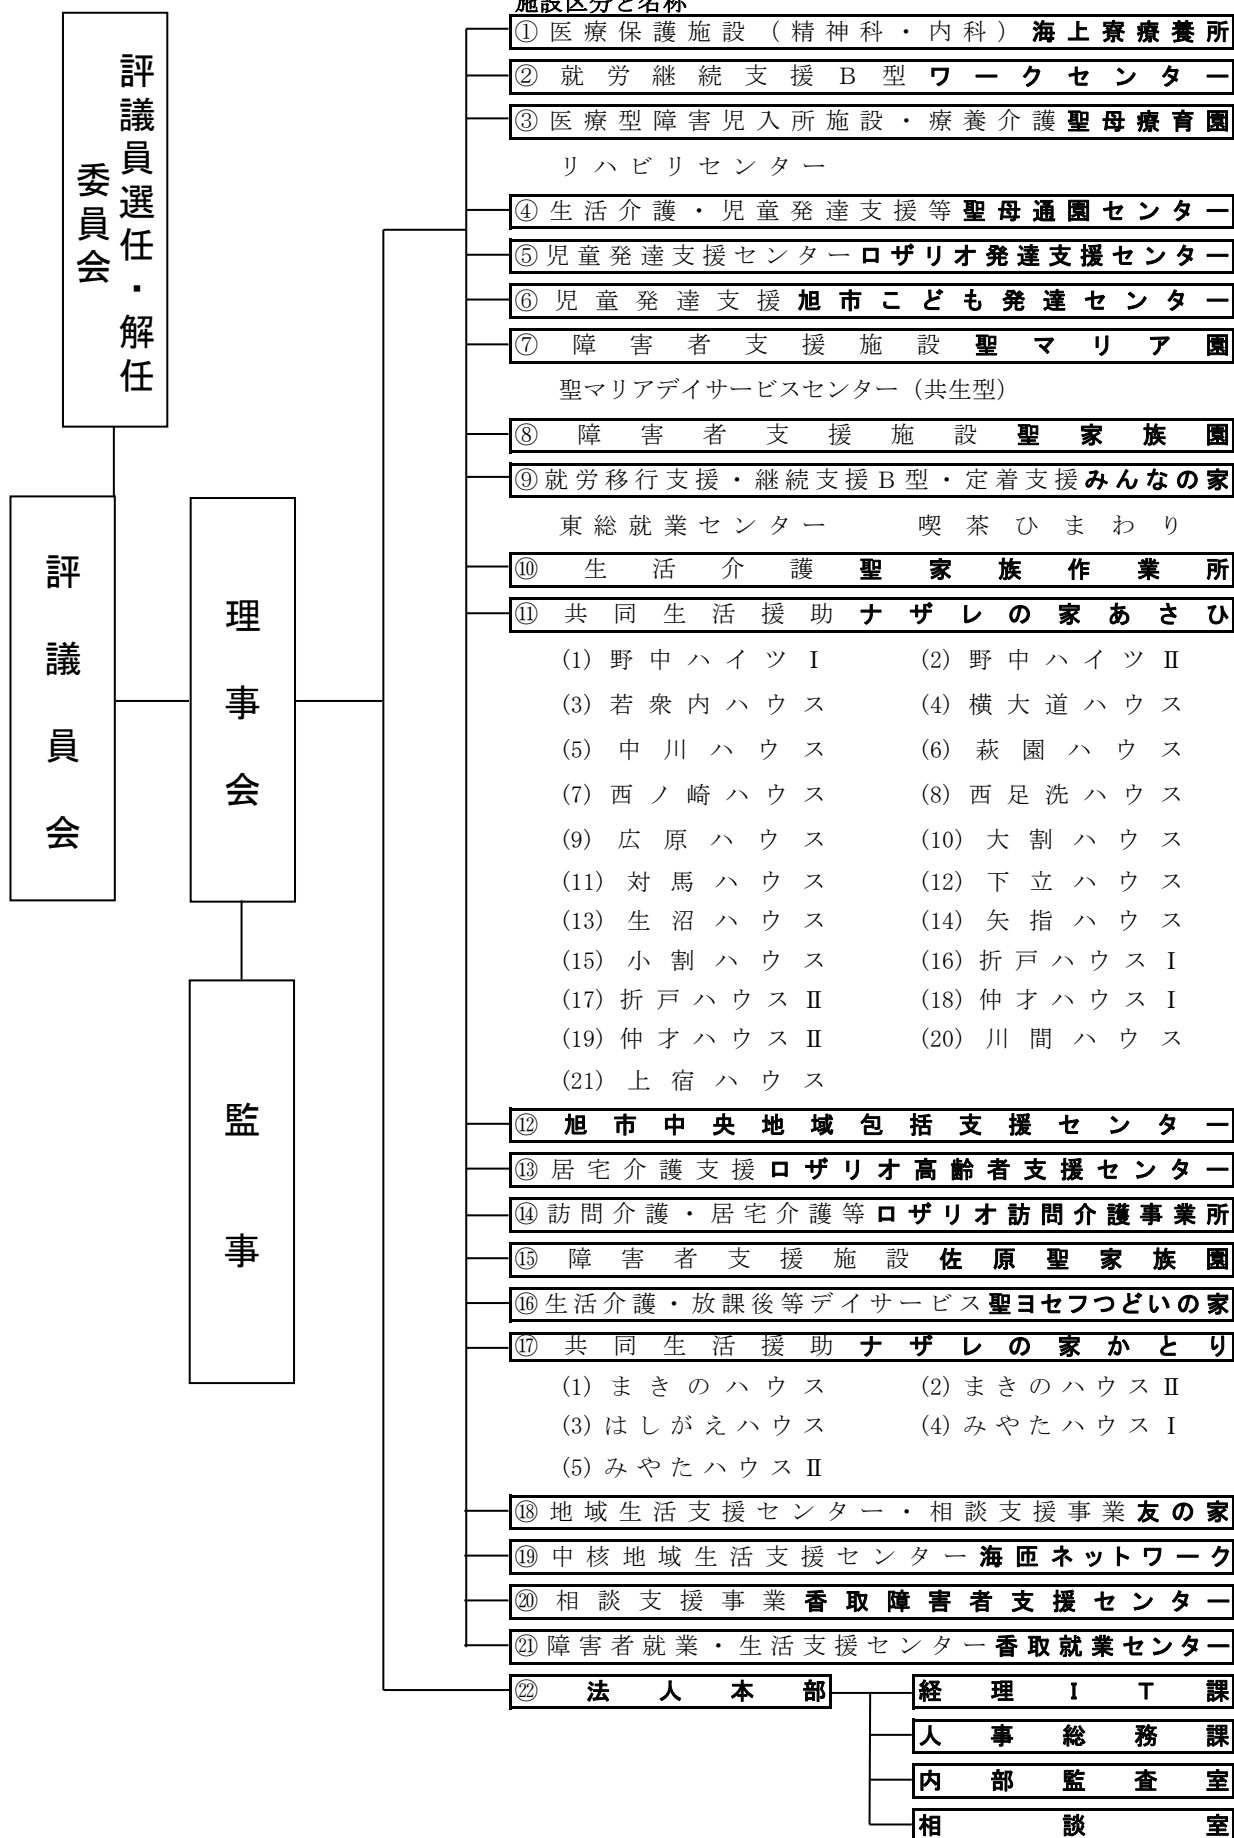 施設区分と名称
評議員選任・解任
委員会
評議員会
理事会
監事
①医療保護施設（精神科・内科）海上寮療養所
②就労継続支援B型ワークセンター
③医療型障害児入所施設・療養介護聖母療育園
リハビリセンター
④生活介護・児童発達支援等聖母通園センター
⑤児童発達支援センターロザリオ発達支援センター
⑥児童発達支援旭市こども発達センター
⑦障害者支援施設聖マリア園
聖マリアデイサービスセンター（共生型）
⑧障害者支援施設聖家族園
⑨就労移行支援・継続支援B型・定着支援みんなの家
東総就業センター 喫茶ひまわり
⑩生活介護聖家族作業所
⑪共同生活援助ナザレの家あさひ
(1) 野中ハイツⅠ (2) 野中ハイツⅡ
(3) 若衆内ハウス (4) 横大道ハウス
(5) 中川ハウス (6) 萩園ハウス
(7) 西ノ崎ハウス (8) 西足洗ハウス
(9) 広原ハウス (10) 大割ハウス
(11) 対馬ハウス (12) 下立ハウス
(13) 生沼ハウス (14) 矢指ハウス
(15) 小割ハウス (16) 折戸ハウスⅠ
(17) 折戸ハウスⅡ (18) 仲才ハウスⅠ
(19) 仲才ハウスⅡ (20) 川間ハウス
(21) 上宿ハウス
⑫旭市中央地域包括支援センター
⑬居宅介護支援ロザリオ高齢者支援センター
⑭訪問介護・居宅介護等ロザリオ訪問介護事業所
⑮障害者支援施設佐原聖家族園
⑯生活介護・放課後等デイサービス聖ヨセフつどいの家
⑰共同生活援助ナザレの家かとり
(1) まきのハウス (2) まきのハウスⅡ
(3) はしがえハウス (4) みやたハウスⅠ
(5) みやたハウスⅡ
⑱地域生活支援センター・相談支援事業友の家
⑲中核地域生活支援センター海匝ネットワーク
⑳相談支援事業香取障害者支援センター
㉑障害者就業・生活支援センター香取就業センター
㉒法人本部 経理ＩＴ課
人事総務課
内部監査室
相談室